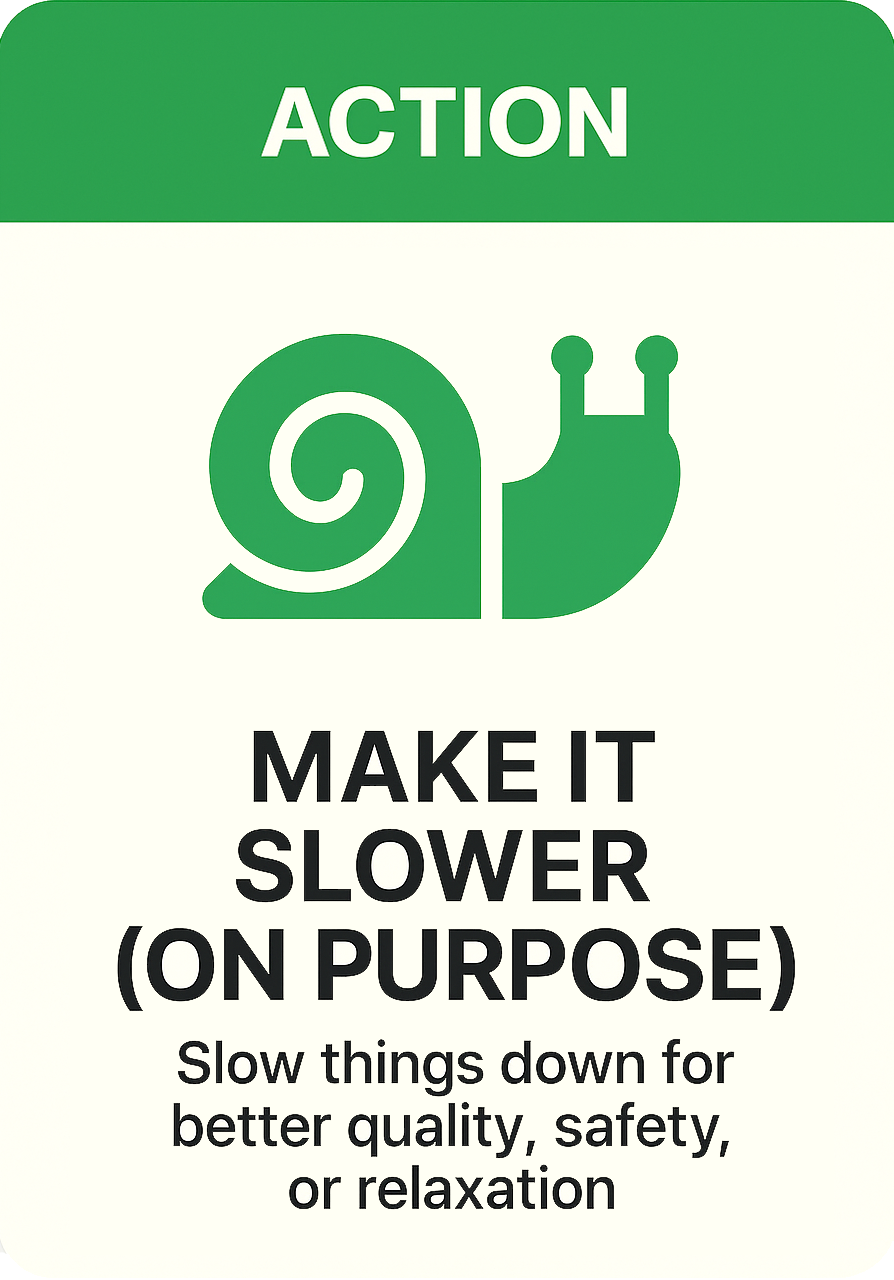 ACTION
MAKE IT
SLOWER
(ON PURPOSE)
Slow things down for
better quality, safety,
or relaxation